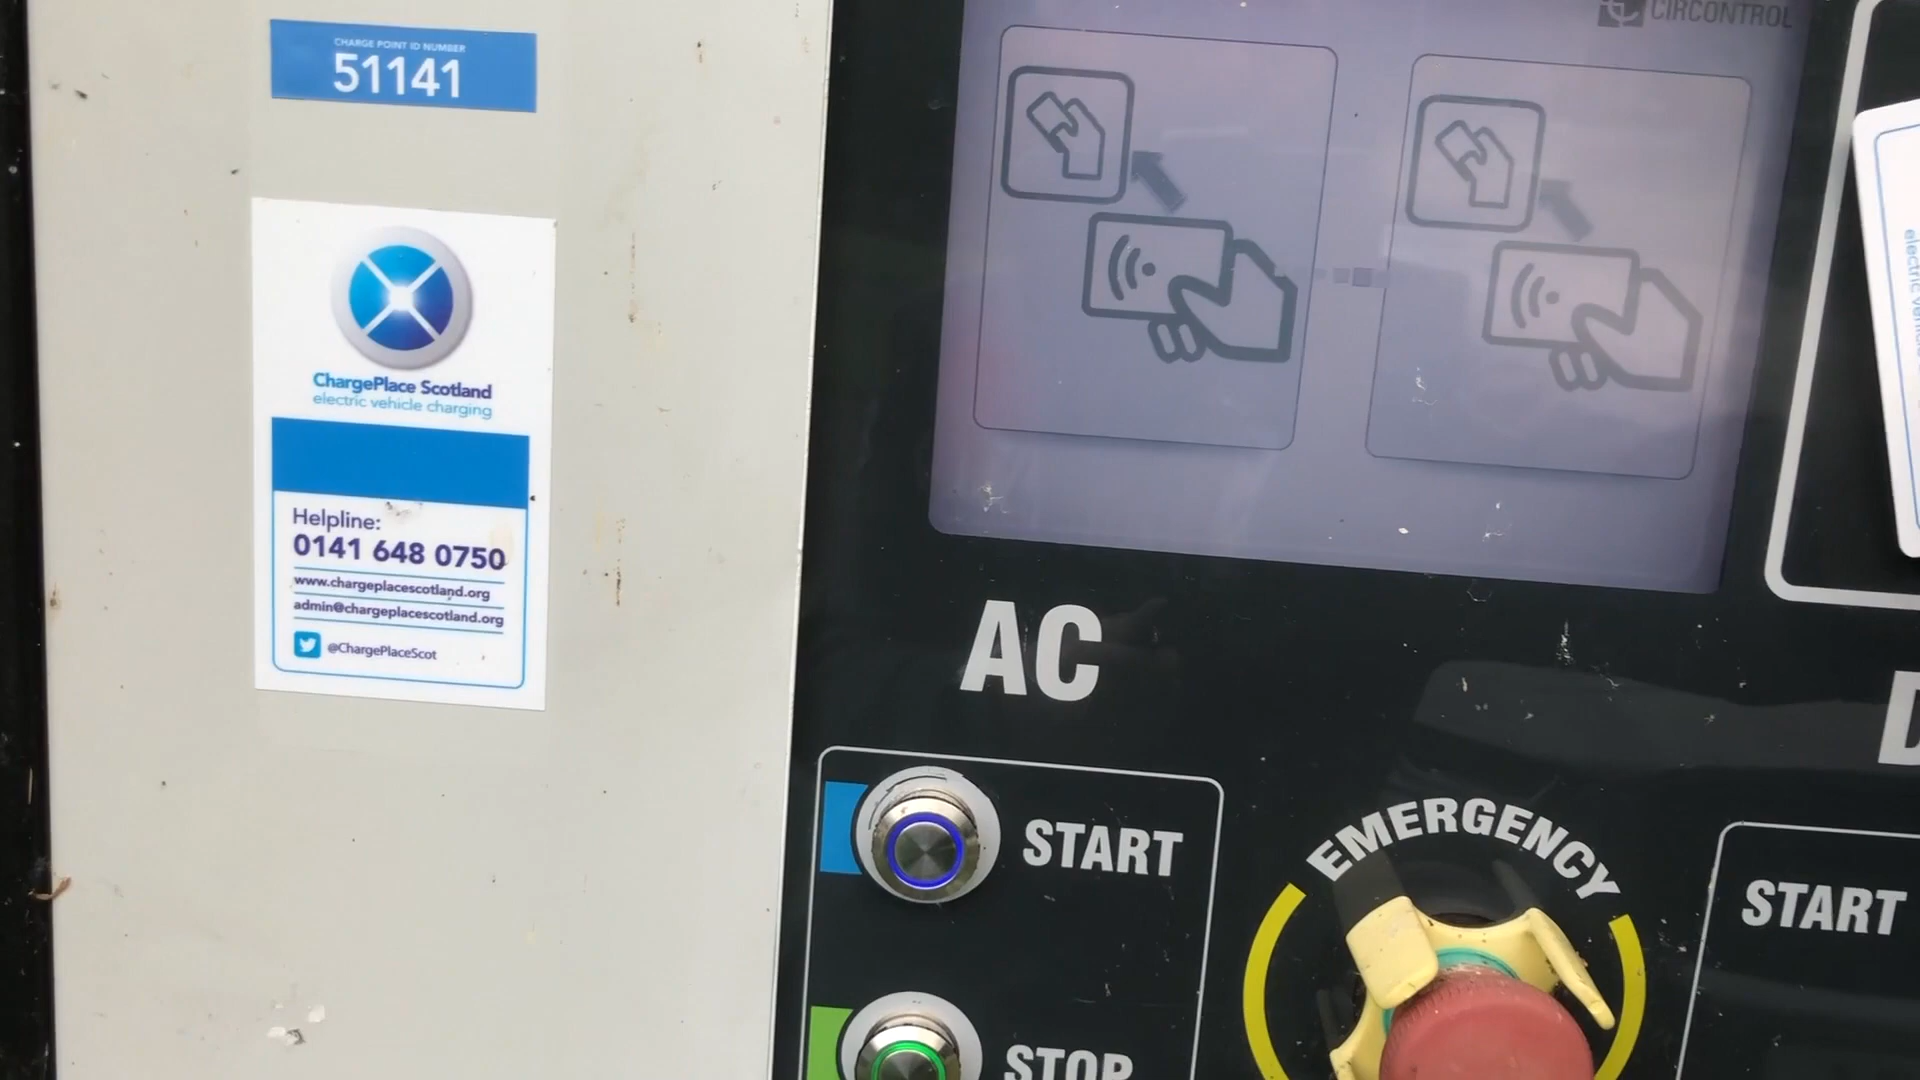 CHARGE POINT ID NUMBER
51141
ChargePlace Scotland
electric vehicle charging
Helpline:
0141 648 0750
www.chargeplacescotland.org
admin@chargeplacescotland.org
@ChargePlaceScot
CIRCONTROL
AC
START
STOP
EMERGENCY
START
electric